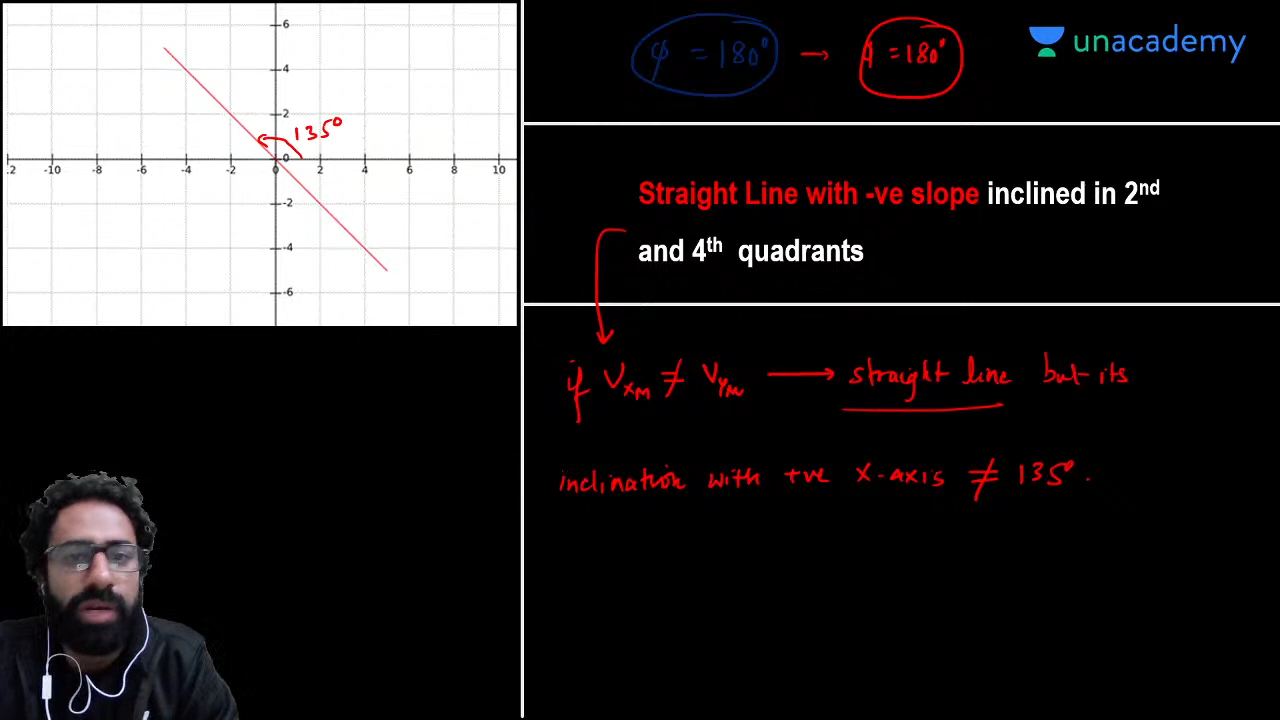 φ = 180° → φ = 180°
unacademy
6
4
2
135°
0
-12 -10 -8 -6 -4 -2 0 2 4 6 8 10
-2
-4
-6
Straight Line with -ve slope inclined in 2nd
and 4th quadrants
if VXM ≠ VYM → straight line but its
inclination with +ve X-axis ≠ 135°.